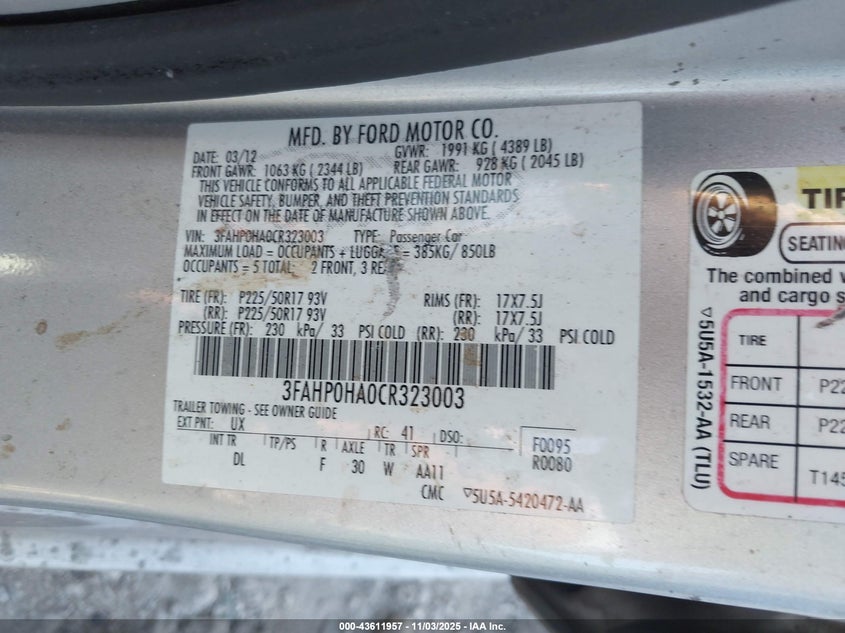 MFD. BY FORD MOTOR CO.
DATE: 03/12 GVWR: 1991 KG ( 4389 LB)
FRONT GAWR: 1063 KG ( 2344 LB) REAR GAWR: 928 KG ( 2045 LB)
THIS VEHICLE CONFORMS TO ALL APPLICABLE FEDERAL MOTOR
VEHICLE SAFETY, BUMPER, AND THEFT PREVENTION STANDARDS
IN EFFECT ON THE DATE OF MANUFACTURE SHOWN ABOVE.
VIN: 3FAHP0HA0CR323003 TYPE: Passenger Car
MAXIMUM LOAD = OCCUPANTS + LUGGAGE = 385KG/ 850LB
OCCUPANTS = 5 TOTAL: 2 FRONT, 3 REAR
TIRE (FR): P225/50R17 93V RIMS (FR): 17X7.5J
(RR): P225/50R17 93V (RR): 17X7.5J
PRESSURE (FR): 230 kPa/ 33 PSI COLD (RR): 230 kPa/ 33 PSI COLD
3FAHP0HA0CR323003
TRAILER TOWING - SEE OWNER GUIDE
EXT PNT: UX RC: 41 DSO: F0095
INT TR TP/PS R AXLE TR SPR R0080
DL F 30 W AA11
CMC ▽5U5A-5420472-AA
▽5U5A-1532-AA (TLU)
SEATING
The combined
and cargo
TIRE
FRONT P22
REAR P22
SPARE T145
000-43611957 - 11/03/2025 - IAA Inc.